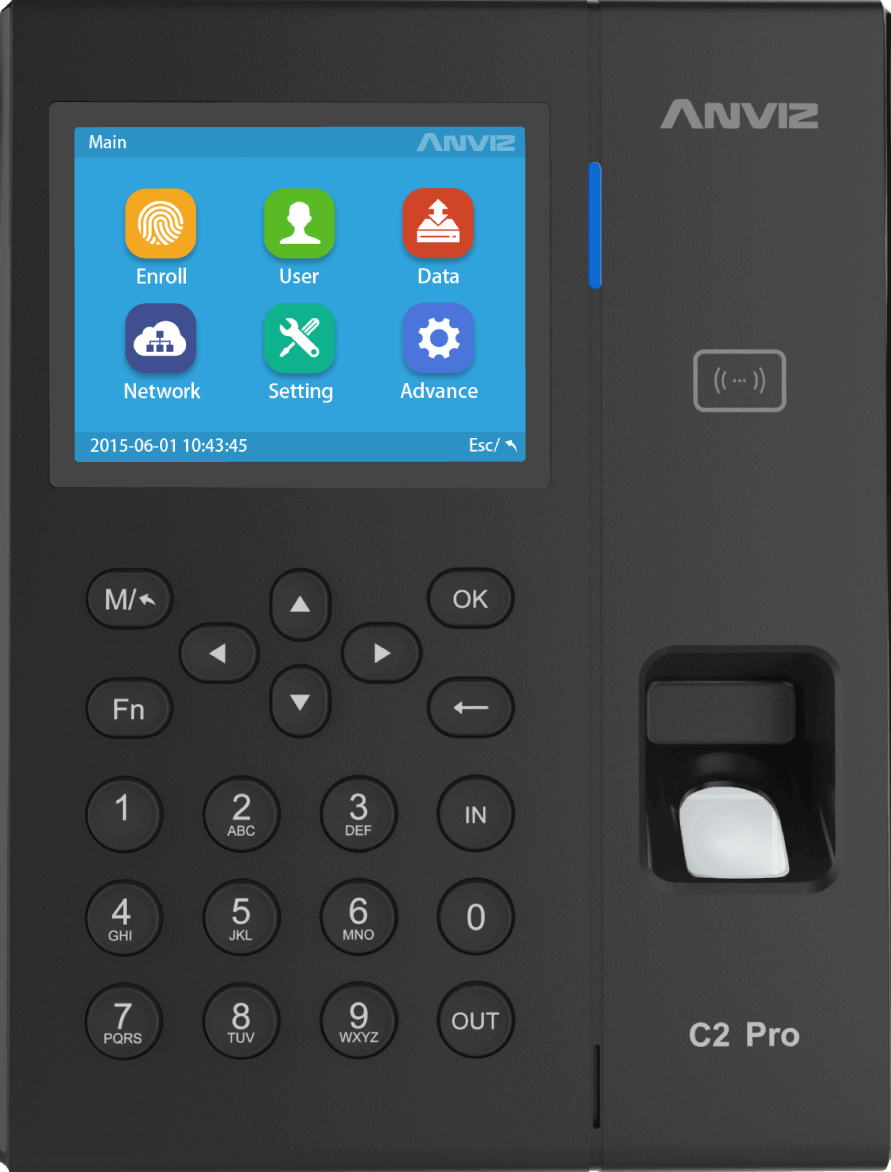 ANVIZ
Main ANVIZ
Enroll User Data
Network Setting Advance
2015-06-01 10:43:45 Esc/
M/ OK
Fn
1 2 3 IN
ABC DEF
4 5 6 0
GHI JKL MNO
7 8 9 OUT
PQRS TUV WXYZ
C2 Pro